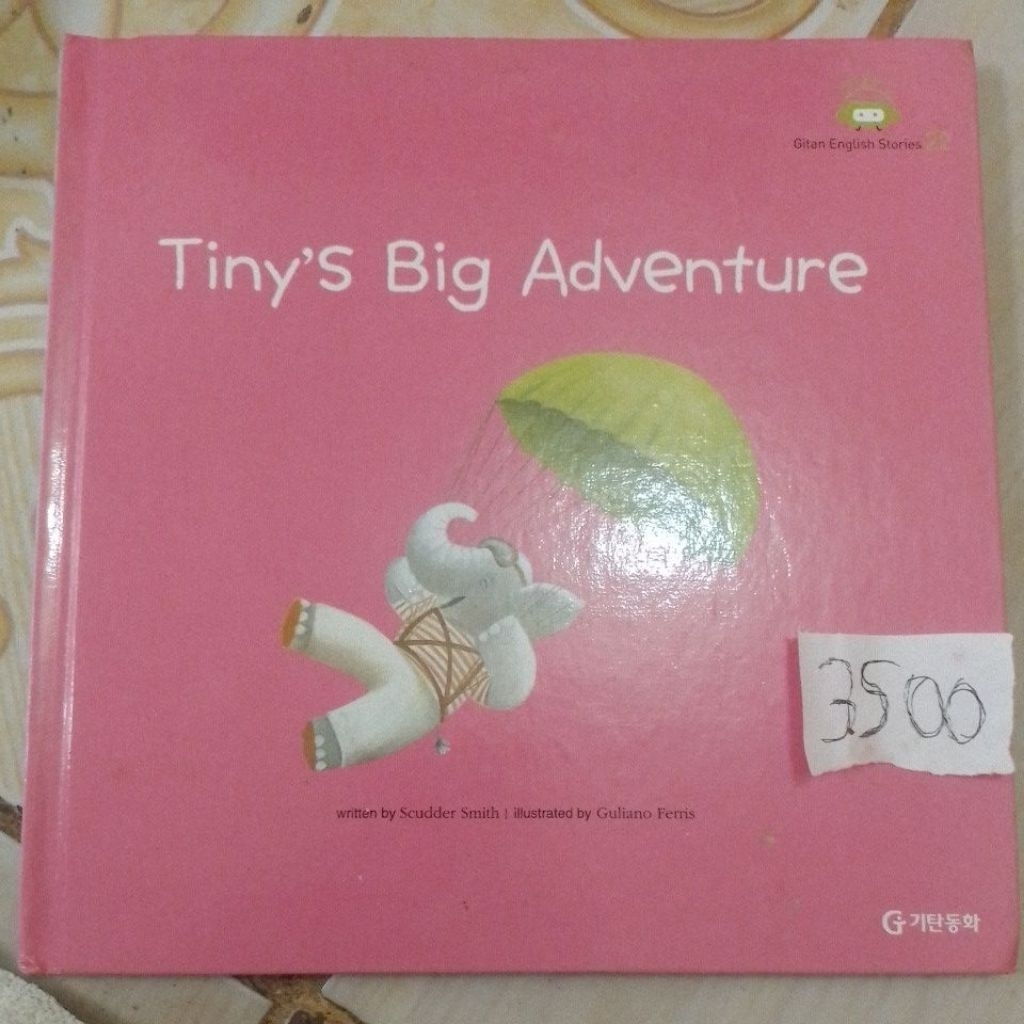 Gitan English Stories
Tiny's Big Adventure
3500
written by Scudder Smith | illustrated by Guliano Ferris
G 기탄동화